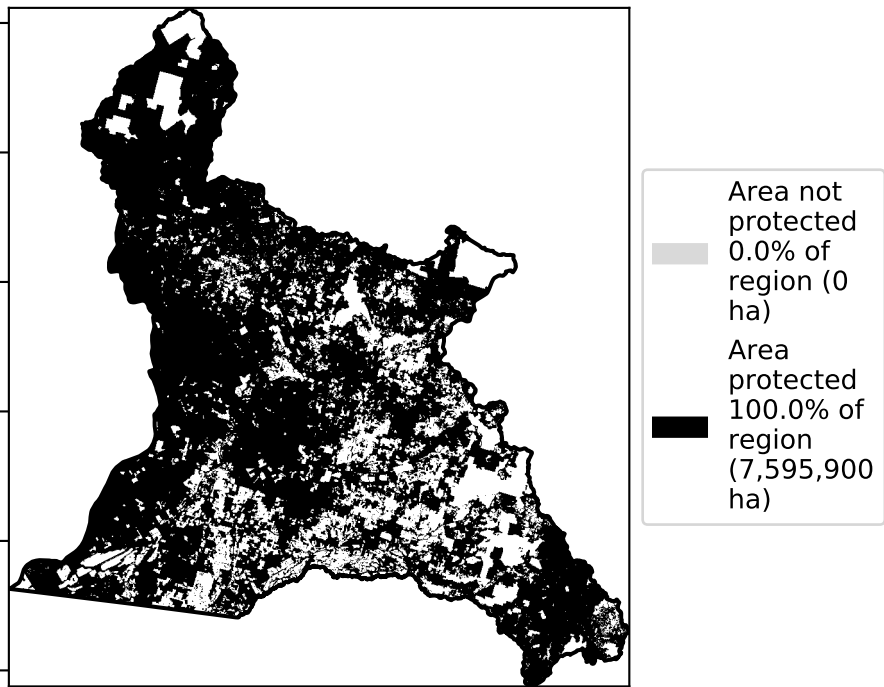 Area not
protected
0.0% of
region (0
ha)
Area
protected
100.0% of
region
(7,595,900
ha)